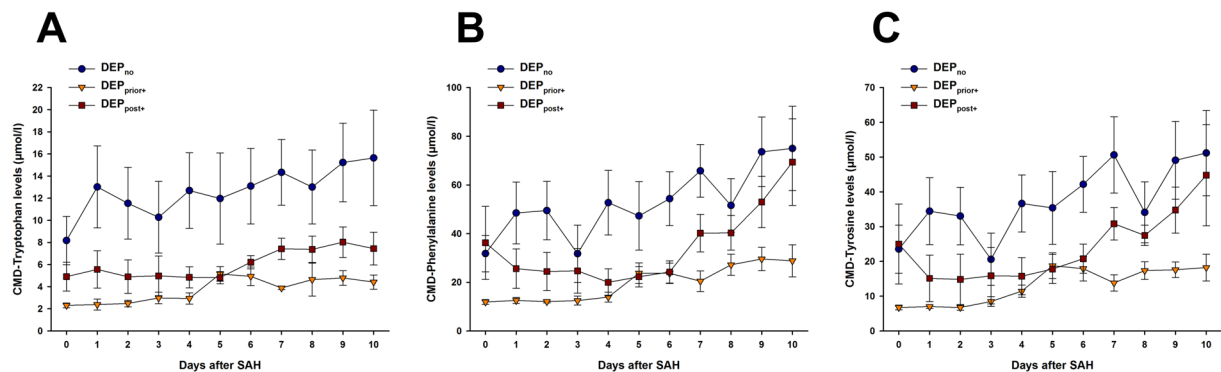 A
DEPno
DEPprior+
DEPpost+
CMD-Tryptophan levels (µmol/l)
22
20
18
16
14
12
10
8
6
4
2
0
0 1 2 3 4 5 6 7 8 9 10
Days after SAH
B
DEPno
DEPprior+
DEPpost+
CMD-Phenylalanine levels (µmol/l)
100
80
60
40
20
0
0 1 2 3 4 5 6 7 8 9 10
Days after SAH
C
DEPno
DEPprior+
DEPpost+
CMD-Tyrosine levels (µmol/l)
70
60
50
40
30
20
10
0
0 1 2 3 4 5 6 7 8 9 10
Days after SAH